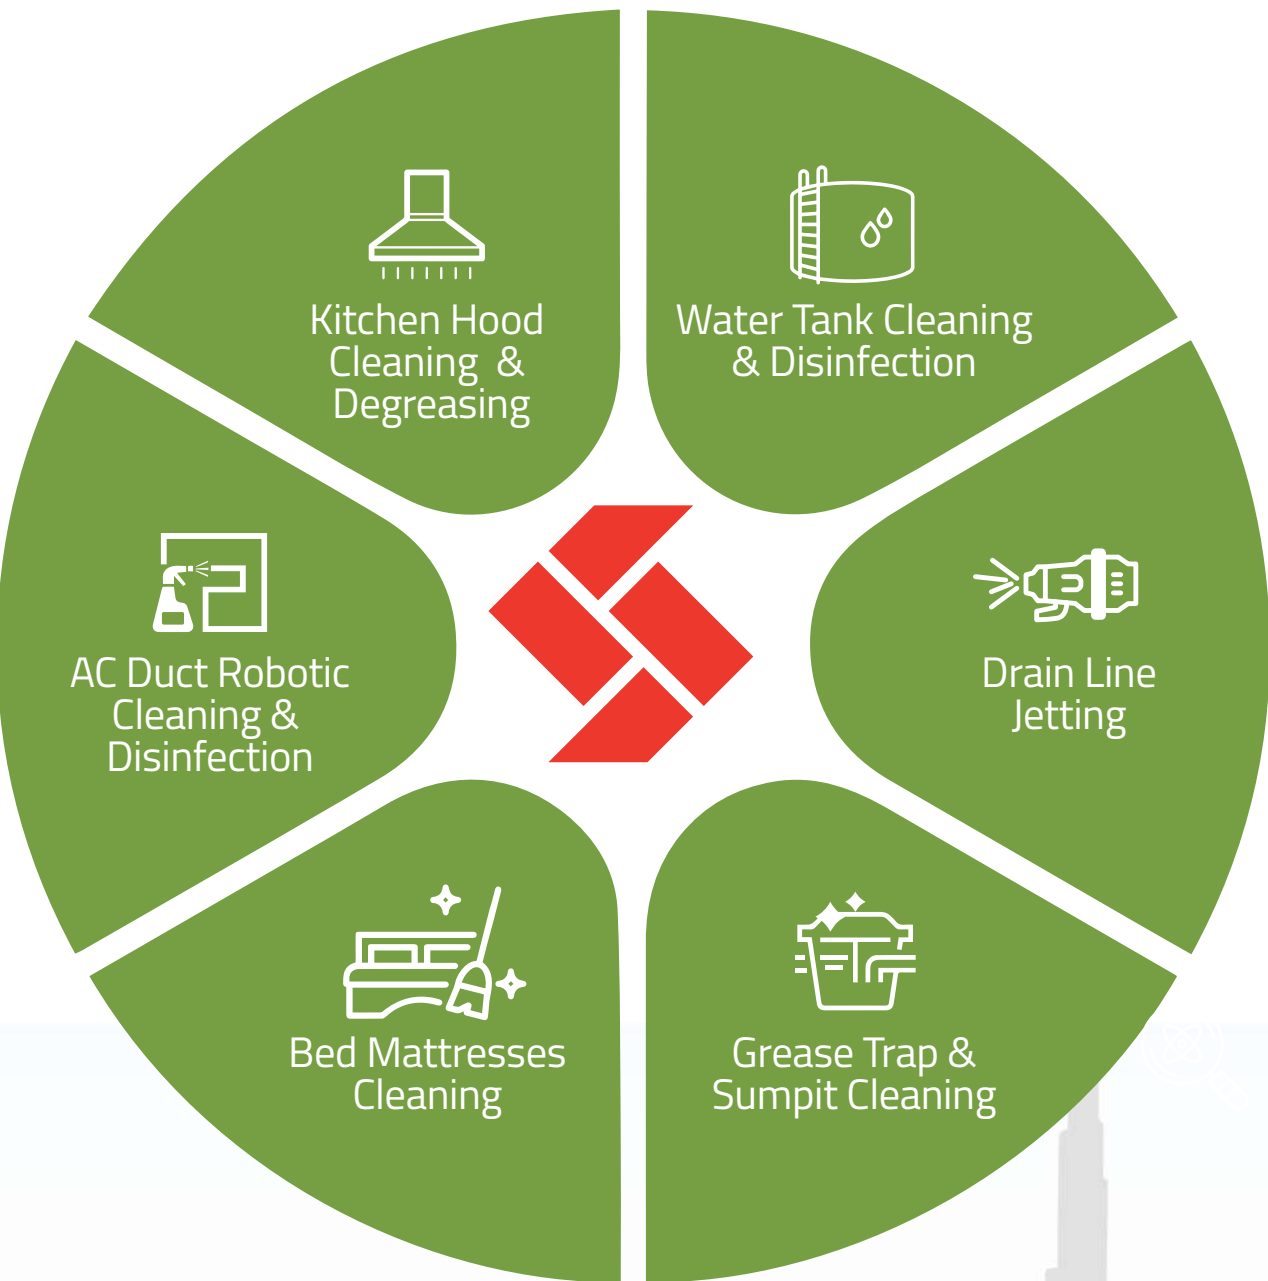 Kitchen Hood
Cleaning &
Degreasing
Water Tank Cleaning
& Disinfection
AC Duct Robotic
Cleaning &
Disinfection
Drain Line
Jetting
Bed Mattresses
Cleaning
Grease Trap &
Sumpit Cleaning